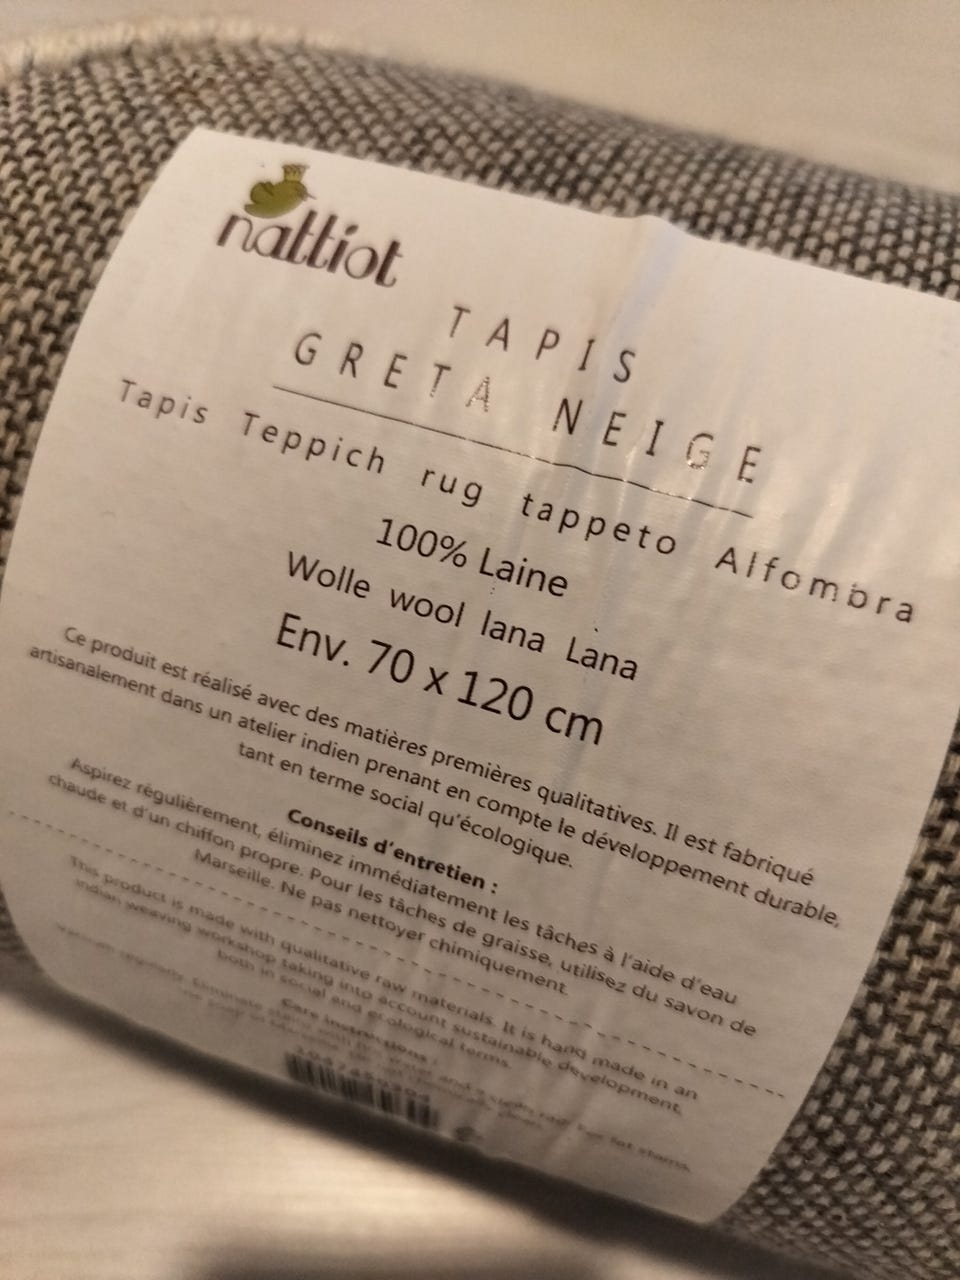 nattiot
TAPIS
GRETA NEIGE
Tapis Teppich rug tappeto Alfombra
100% Laine
Wolle wool lana Lana
Env. 70 x 120 cm
Ce produit est réalisé avec des matières premières qualitatives. Il est fabriqué
artisanalement dans un atelier indien prenant en compte le développement durable,
tant en terme social qu'écologique.
Conseils d'entretien :
Aspirez régulièrement, éliminez immédiatement les tâches à l'aide d'eau
chaude et d'un chiffon propre. Pour les tâches de graisse, utilisez du savon de
Marseille. Ne pas nettoyer chimiquement.
This product is made with qualitative raw materials. It is hang made in an
indian weaving workshop taking into account sustainable development,
both in social and ecological terms.
Care instructions :